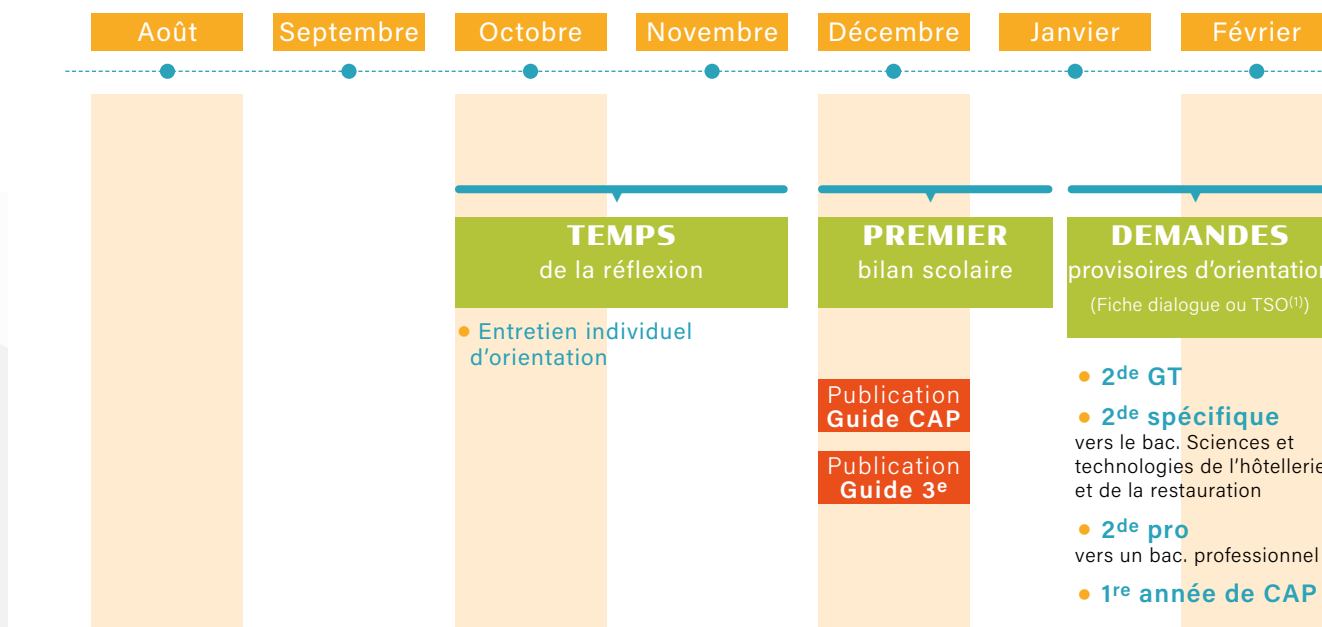 Août Septembre Octobre Novembre Décembre Janvier Février
TEMPS
de la réflexion
• Entretien individuel
d'orientation
PREMIER
bilan scolaire
Publication
Guide CAP
Publication
Guide 3e
DEMANDES
provisoires d'orientation
(Fiche dialogue ou TSO(1))
• 2de GT
• 2de spécifique
vers le bac. Sciences et
technologies de l'hôtellerie
et de la restauration
• 2de pro
vers un bac. professionnel
• 1re année de CAP